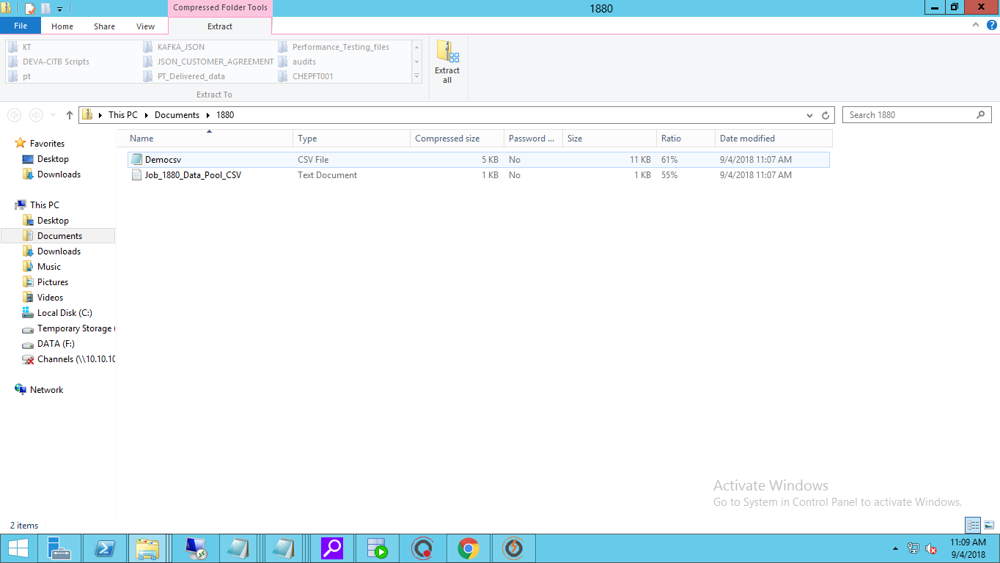 Compressed Folder Tools
1880
File Home Share View Extract
KT KAFKA_JSON Performance_Testing_files
DEVA-CITB Scripts JSON_CUSTOMER_AGREEMENT audits
pt PT_Delivered_data CHEPFT001
Extract all
Extract To
This PC Documents 1880
Search 1880
Name Type Compressed size Password ... Size Ratio Date modified
Democsv CSV File 5 KB No 11 KB 61% 9/4/2018 11:07 AM
Job_1880_Data_Pool_CSV Text Document 1 KB No 1 KB 55% 9/4/2018 11:07 AM
Favorites
Desktop
Downloads
This PC
Desktop
Documents
Downloads
Music
Pictures
Videos
Local Disk (C:)
Temporary Storage (
DATA (F:)
Channels (\\10.10.10
Network
Activate Windows
Go to System in Control Panel to activate Windows.
2 items
11:09 AM
9/4/2018